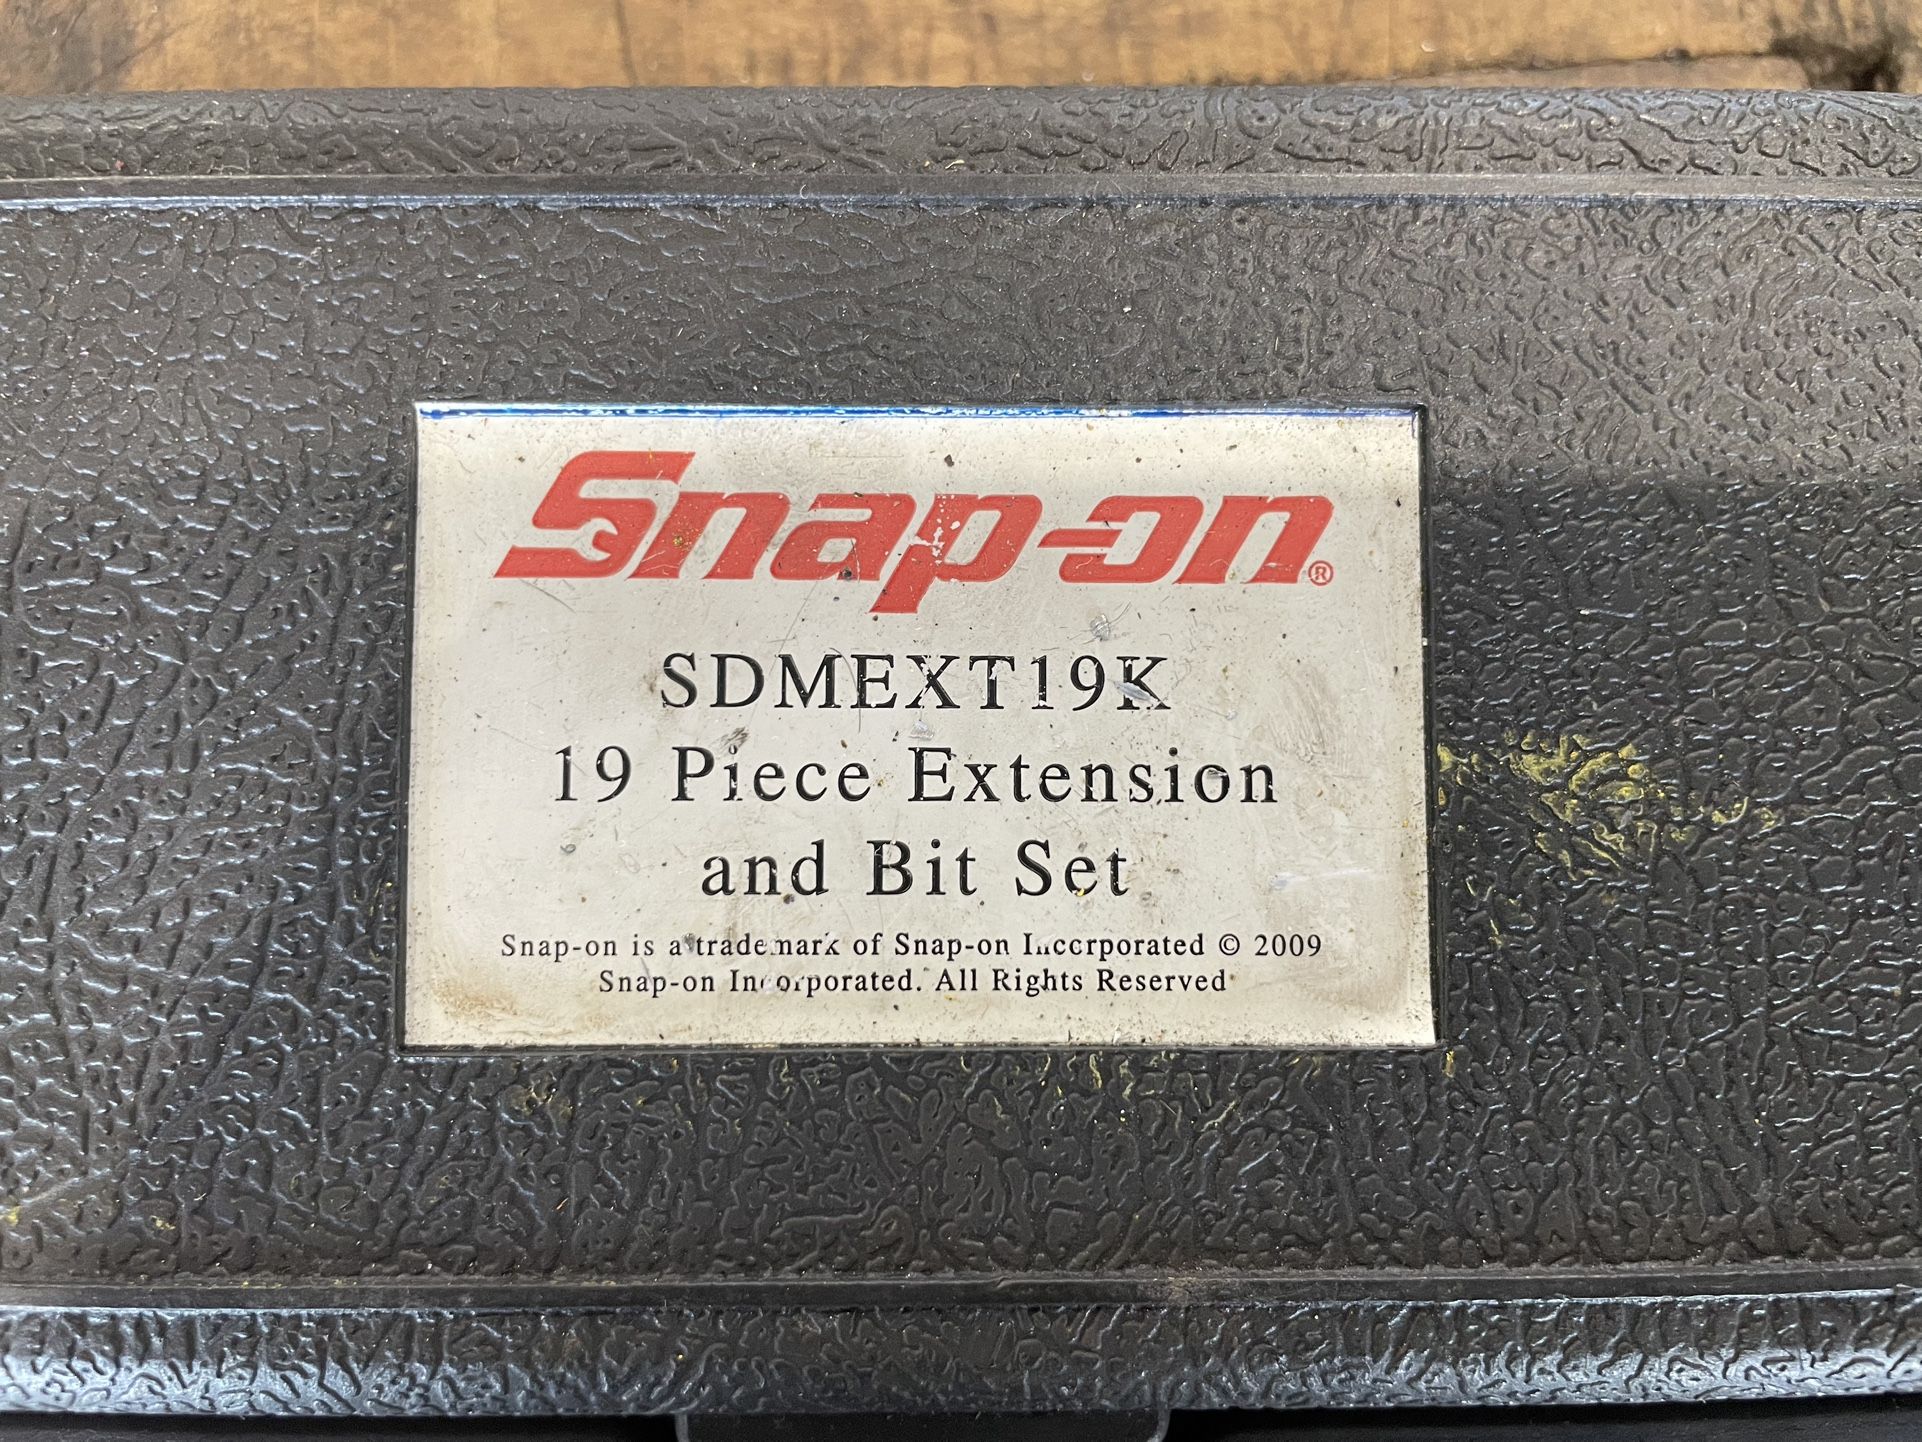 Snap-on®
SDMEXT19K
19 Piece Extension
and Bit Set
Snap-on is a trademark of Snap-on Incorporated © 2009
Snap-on Incorporated. All Rights Reserved